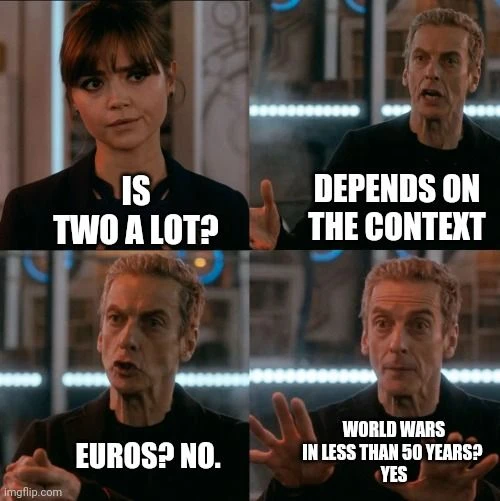 IS
TWO A LOT?
DEPENDS ON
THE CONTEXT
EUROS? NO.
WORLD WARS
IN LESS THAN 50 YEARS?
YES
imgflip.com